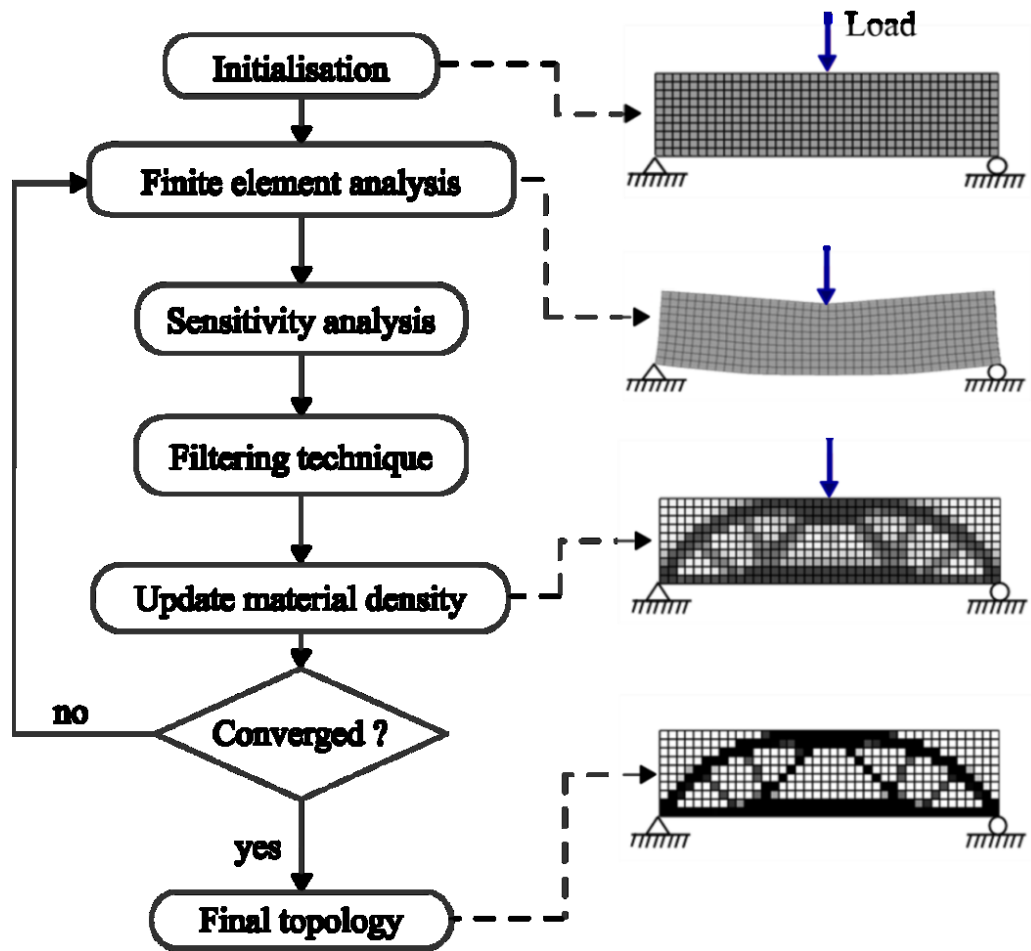 Load
Initialisation
Finite element analysis
Sensitivity analysis
Filtering technique
Update material density
no
Converged ?
yes
Final topology